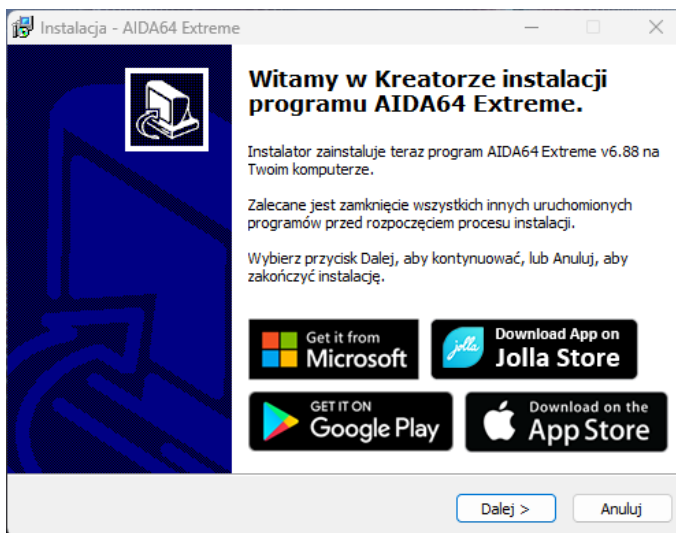 Instalacja - AIDA64 Extreme
Witamy w Kreatorze instalacji
programu AIDA64 Extreme.
Instalator zainstaluje teraz program AIDA64 Extreme v6.88 na
Twoim komputerze.
Zalecane jest zamknięcie wszystkich innych uruchomionych
programów przed rozpoczęciem procesu instalacji.
Wybierz przycisk Dalej, aby kontynuować, lub Anuluj, aby
zakończyć instalację.
Get it from
Microsoft
jolla
Download App on
Jolla Store
GET IT ON
Google Play
Download on the
App Store
Dalej >
Anuluj